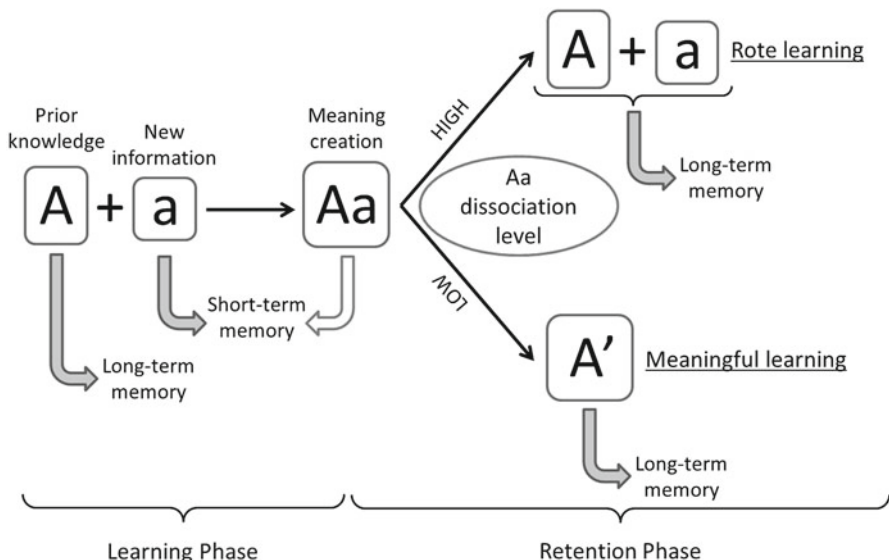 A + a
Rote learning
HIGH
Long-term
memory
Prior
knowledge
New
information
Meaning
creation
A + a
Aa
Aa
dissociation
level
Short-term
memory
Long-term
memory
LOW
A’
Meaningful learning
Long-term
memory
Learning Phase
Retention Phase